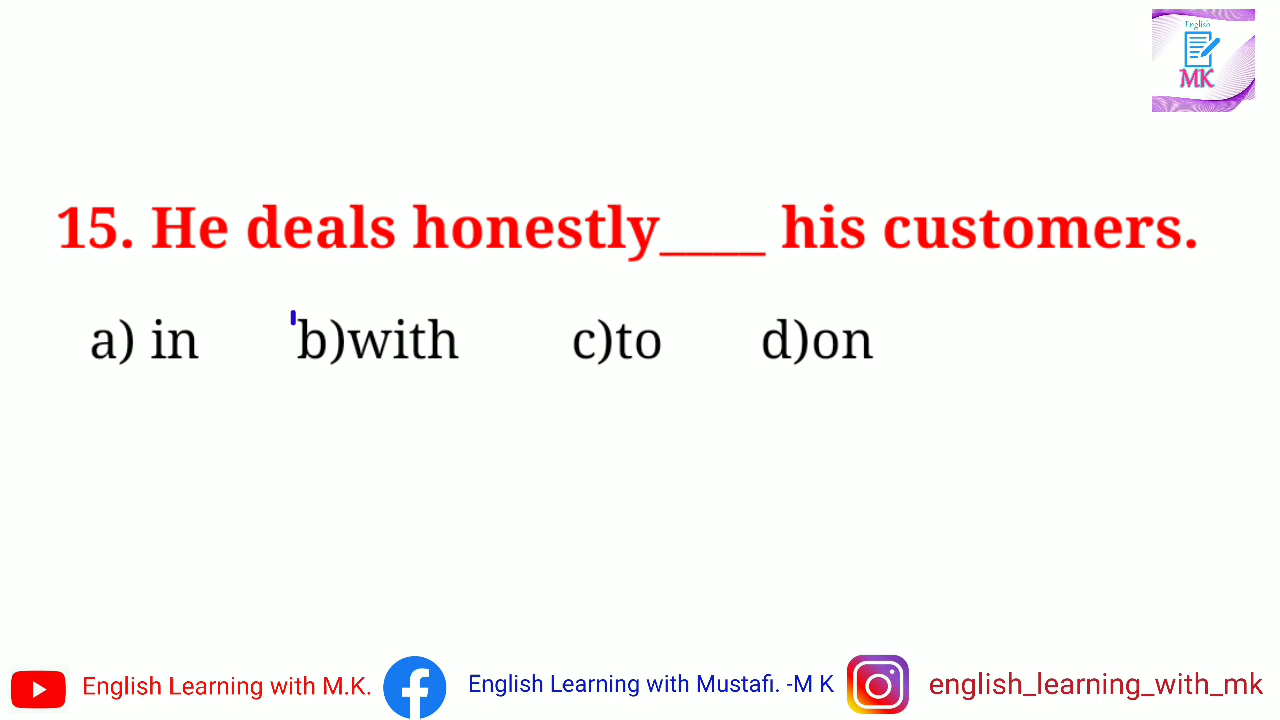 English
MK
15. He deals honestly____ his customers.
a) in b)with c)to d)on
English Learning with M.K. English Learning with Mustafi. -M K english_learning_with_mk